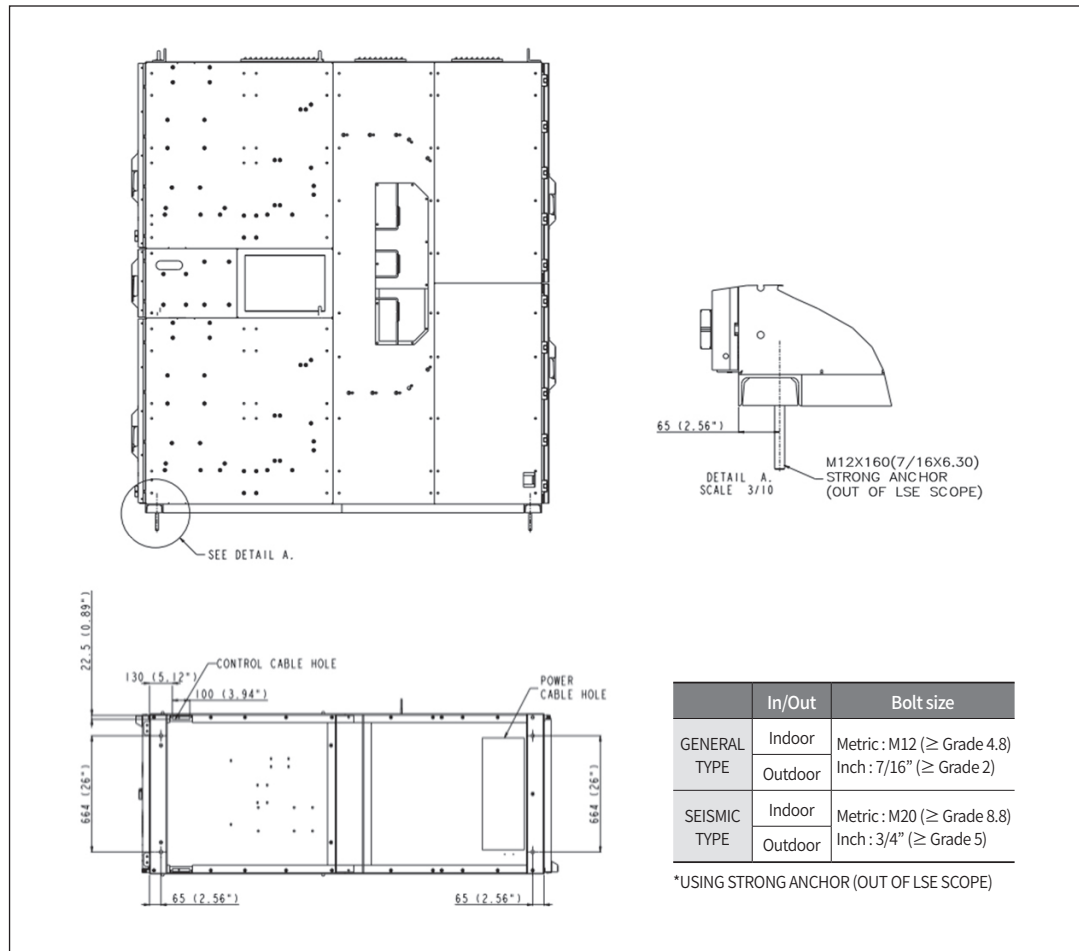 SEE DETAIL A.
65 (2.56")
DETAIL A.
SCALE 3/10
M12X160(7/16X6.30)
STRONG ANCHOR
(OUT OF LSE SCOPE)
22.5 (0.89")
130 (5.12")
CONTROL CABLE HOLE
100 (3.94")
POWER
CABLE HOLE
664 (26")
664 (26")
65 (2.56")
65 (2.56")
In/Out Bolt size
GENERAL
TYPE
Indoor
Outdoor
Metric : M12 (≥ Grade 4.8)
Inch : 7/16” (≥ Grade 2)
SEISMIC
TYPE
Indoor
Outdoor
Metric : M20 (≥ Grade 8.8)
Inch : 3/4” (≥ Grade 5)
*USING STRONG ANCHOR (OUT OF LSE SCOPE)